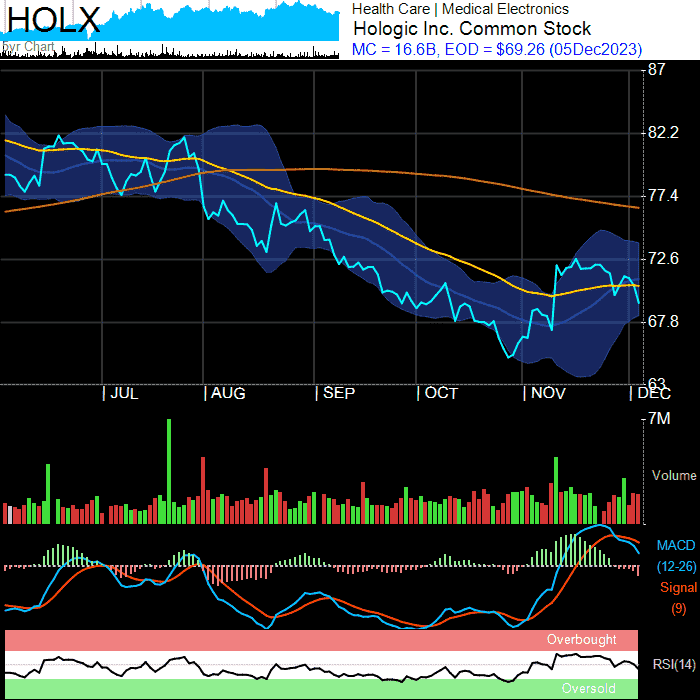 HOLX
5yr Chart
Health Care | Medical Electronics
Hologic Inc. Common Stock
MC = 16.6B, EOD = $69.26 (05Dec2023)
87
82.2
77.4
72.6
67.8
63
| JUL | AUG | SEP | OCT | NOV | DEC
7M
Volume
MACD
(12-26)
Signal
(9)
Overbought
RSI(14)
Oversold